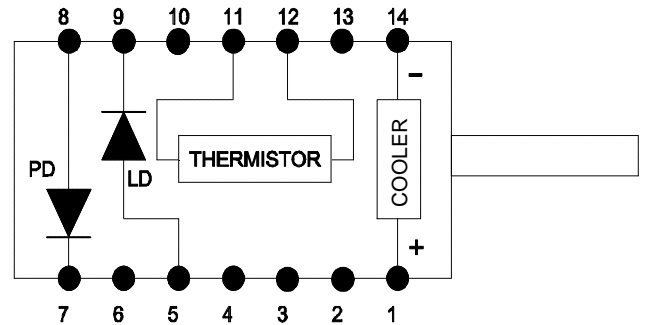 8 9 10 11 12 13 14
-
THERMISTOR
COOLER
PD
LD
+
7 6 5 4 3 2 1